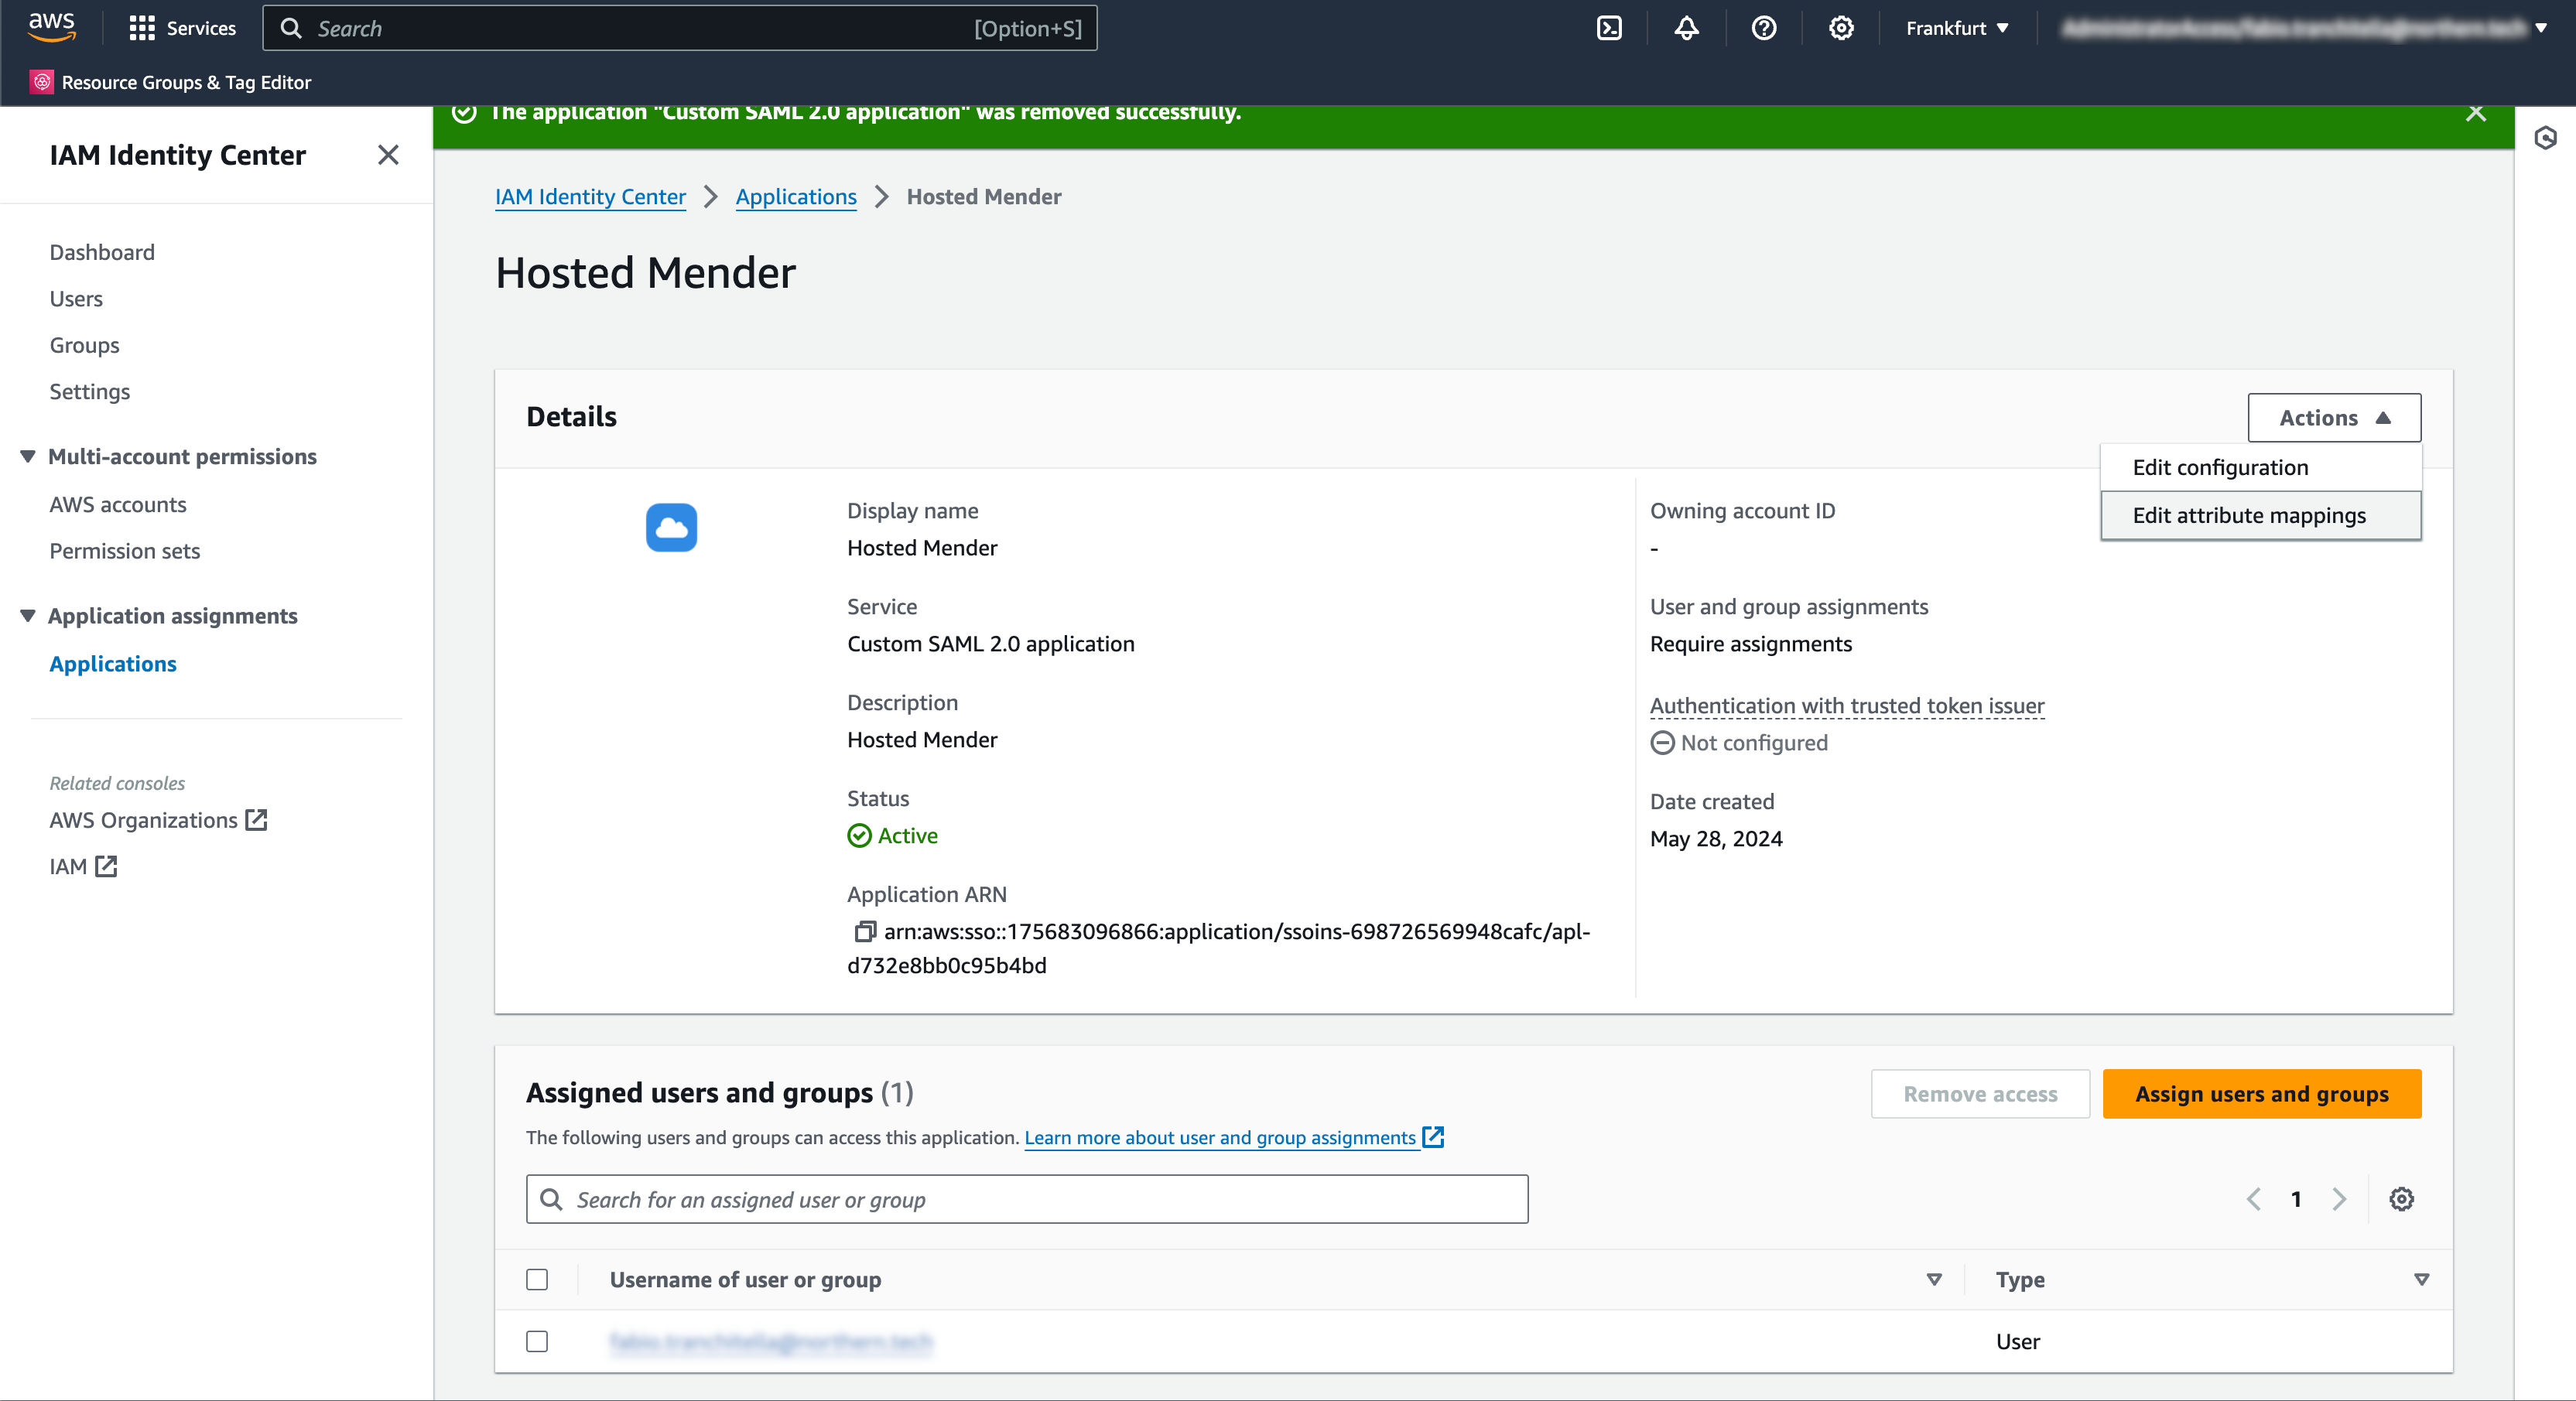 aws
Services
Search
[Option+S]
Frankfurt
Resource Groups & Tag Editor
The application "Custom SAML 2.0 application" was removed successfully.
IAM Identity Center
Dashboard
Users
Groups
Settings
Multi-account permissions
AWS accounts
Permission sets
Application assignments
Applications
Related consoles
AWS Organizations
IAM
IAM Identity Center > Applications > Hosted Mender
Hosted Mender
Details
Actions
Edit configuration
Edit attribute mappings
Display name
Hosted Mender
Service
Custom SAML 2.0 application
Description
Hosted Mender
Status
Active
Application ARN
arn:aws:sso::175683096866:application/ssoins-698726569948cafc/apl-
d732e8bb0c95b4bd
Owning account ID
-
User and group assignments
Require assignments
Authentication with trusted token issuer
Not configured
Date created
May 28, 2024
Assigned users and groups (1)
Remove access
Assign users and groups
The following users and groups can access this application. Learn more about user and group assignments
Search for an assigned user or group
1
Username of user or group
Type
User